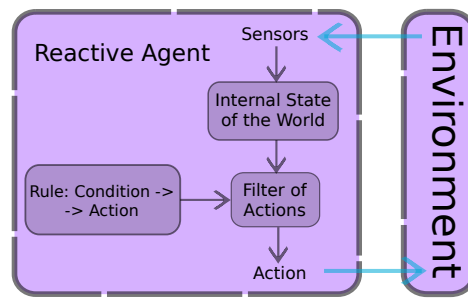 Reactive Agent
Sensors
Internal State
of the World
Rule: Condition ->
-> Action
Filter of
Actions
Action
Environment